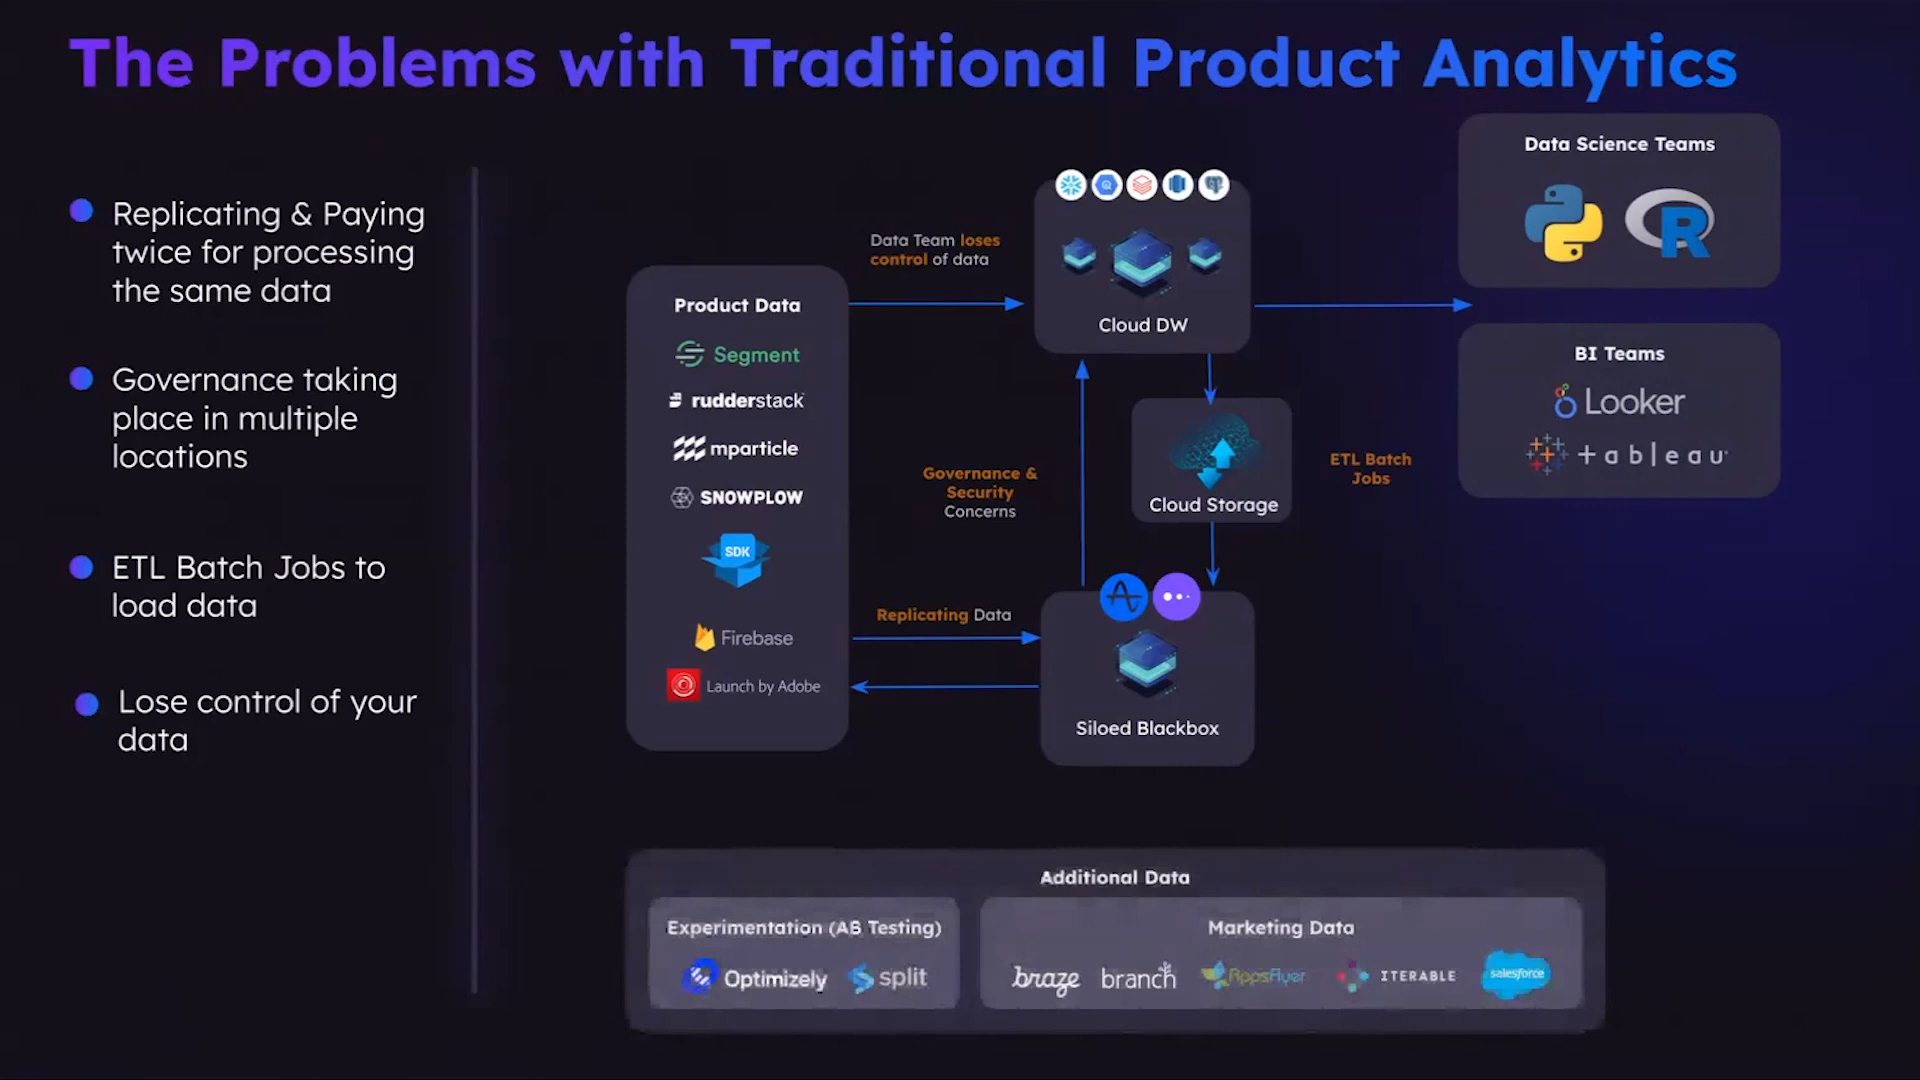 The Problems with Traditional Product Analytics
Replicating & Paying
twice for processing
the same data
Governance taking
place in multiple
locations
ETL Batch Jobs to
load data
Lose control of your
data
Product Data
Segment
rudderstack
mparticle
SNOWPLOW
SDK
Firebase
Launch by Adobe
Data Team loses
control of data
Cloud DW
Governance &
Security
Concerns
Cloud Storage
ETL Batch
Jobs
Replicating Data
Siloed Blackbox
Data Science Teams
R
BI Teams
Looker
+ableau
Additional Data
Experimentation (AB Testing)
Optimizely
split
Marketing Data
braze
branch
AppsFlyer
ITERABLE
salesforce